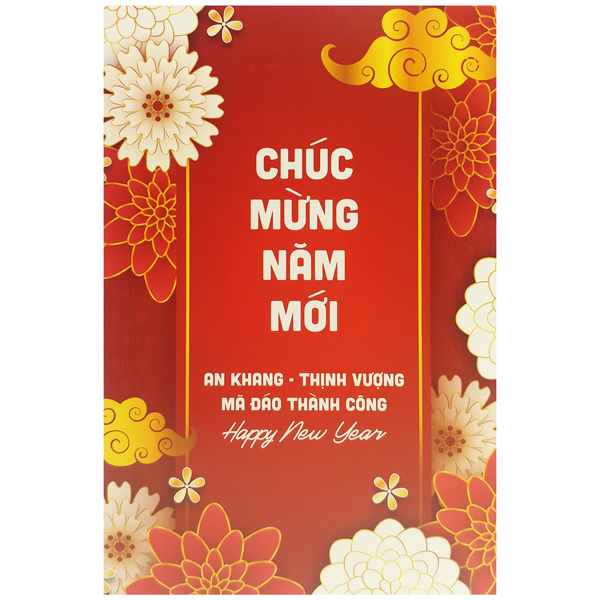 CHÚC
MỪNG
NĂM
MỚI
AN KHANG - THỊNH VƯỢNG
MÃ ĐÁO THÀNH CÔNG
Happy New Year